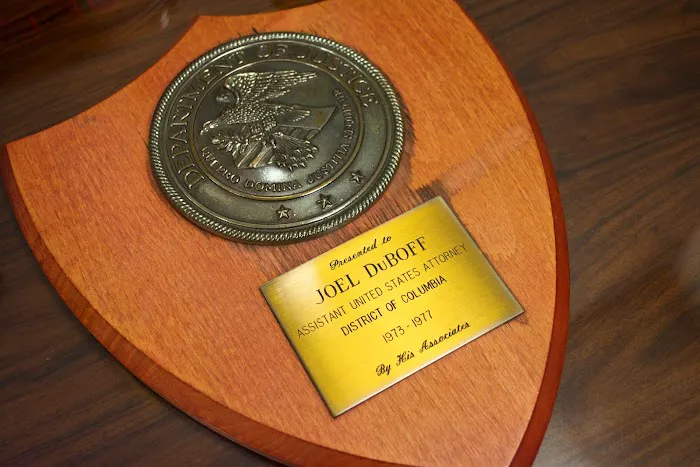 DEPARTMENT OF JUSTICE
QUI PRO DOMINA JUSTITIA SEQUITUR
Presented to
JOEL DuBOFF
ASSISTANT UNITED STATES ATTORNEY
DISTRICT OF COLUMBIA
1973-1977
By His Associates